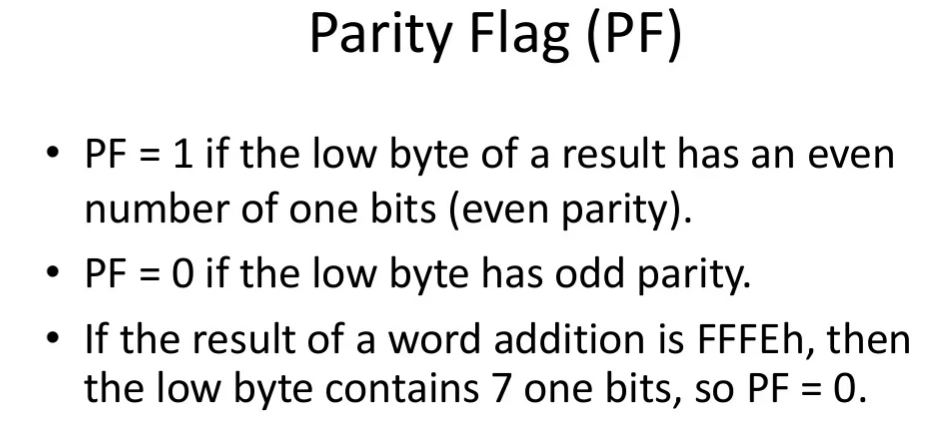 Parity Flag (PF)
• PF = 1 if the low byte of a result has an even
number of one bits (even parity).
• PF = 0 if the low byte has odd parity.
• If the result of a word addition is FFFEh, then
the low byte contains 7 one bits, so PF = 0.